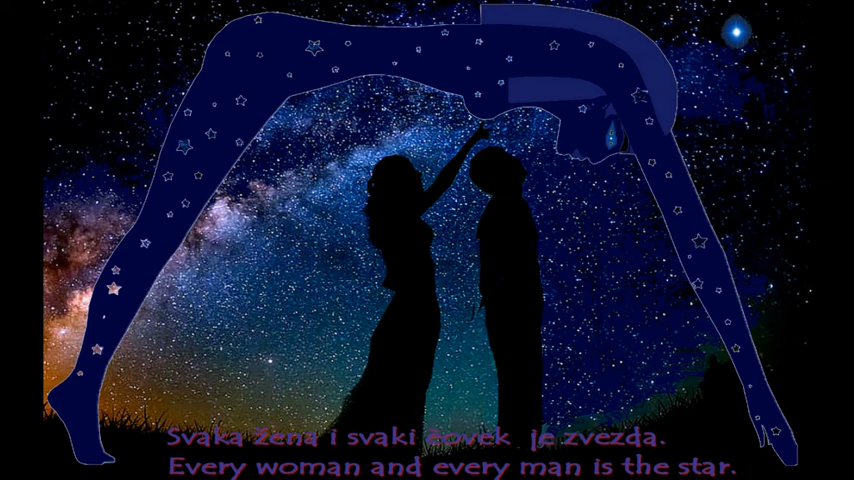 Svaka žena i svaki čovek je zvezda.
Every woman and every man is the star.